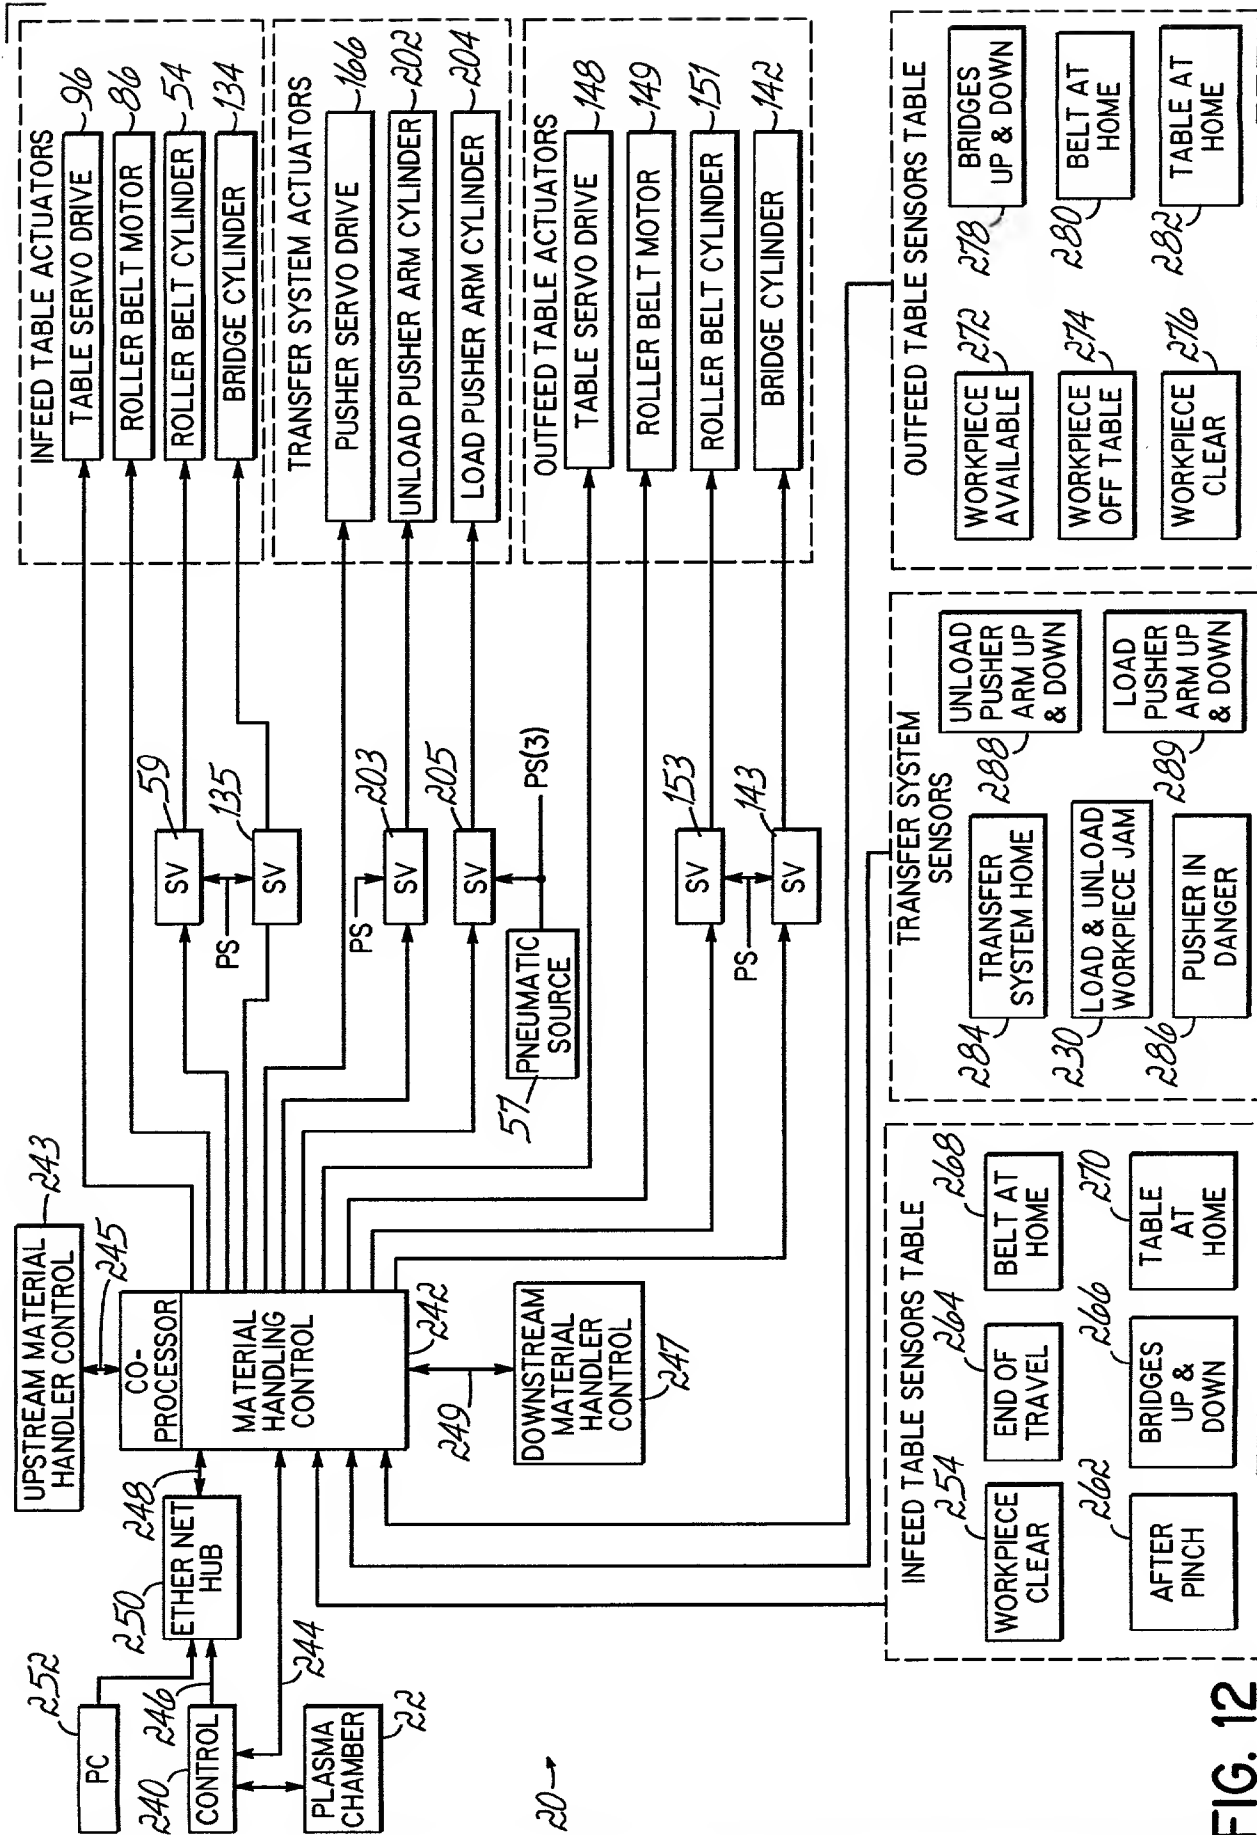 INFEED TABLE ACTUATORS
TABLE SERVO DRIVE
96
ROLLER BELT MOTOR
86
ROLLER BELT CYLINDER
54
BRIDGE CYLINDER
134
TRANSFER SYSTEM ACTUATORS
PUSHER SERVO DRIVE
166
UNLOAD PUSHER ARM CYLINDER
202
LOAD PUSHER ARM CYLINDER
204
OUTFEED TABLE ACTUATORS
TABLE SERVO DRIVE
148
ROLLER BELT MOTOR
149
ROLLER BELT CYLINDER
151
BRIDGE CYLINDER
142
SV
59
PS
SV
135
PS
SV
203
SV
205
PS(3)
PNEUMATIC
SOURCE
57
SV
153
PS
SV
143
UPSTREAM MATERIAL
HANDLER CONTROL
243
245
CO-
PROCESSOR
MATERIAL
HANDLING
CONTROL
242
249
DOWNSTREAM
MATERIAL
HANDLER
CONTROL
247
248
ETHER NET
HUB
250
PC
252
246
CONTROL
240
244
PLASMA
CHAMBER
22
20
INFEED TABLE SENSORS TABLE
WORKPIECE
CLEAR
254
END OF
TRAVEL
264
BELT AT
HOME
268
AFTER
PINCH
262
BRIDGES
UP &
DOWN
266
TABLE
AT
HOME
270
TRANSFER SYSTEM
SENSORS
TRANSFER
SYSTEM HOME
284
LOAD & UNLOAD
WORKPIECE JAM
230
PUSHER IN
DANGER
286
UNLOAD
PUSHER
ARM UP
& DOWN
288
LOAD
PUSHER
ARM UP
& DOWN
289
OUTFEED TABLE SENSORS TABLE
WORKPIECE
AVAILABLE
272
WORKPIECE
OFF TABLE
274
WORKPIECE
CLEAR
276
BRIDGES
UP & DOWN
278
BELT AT
HOME
280
TABLE AT
HOME
282
FIG. 12